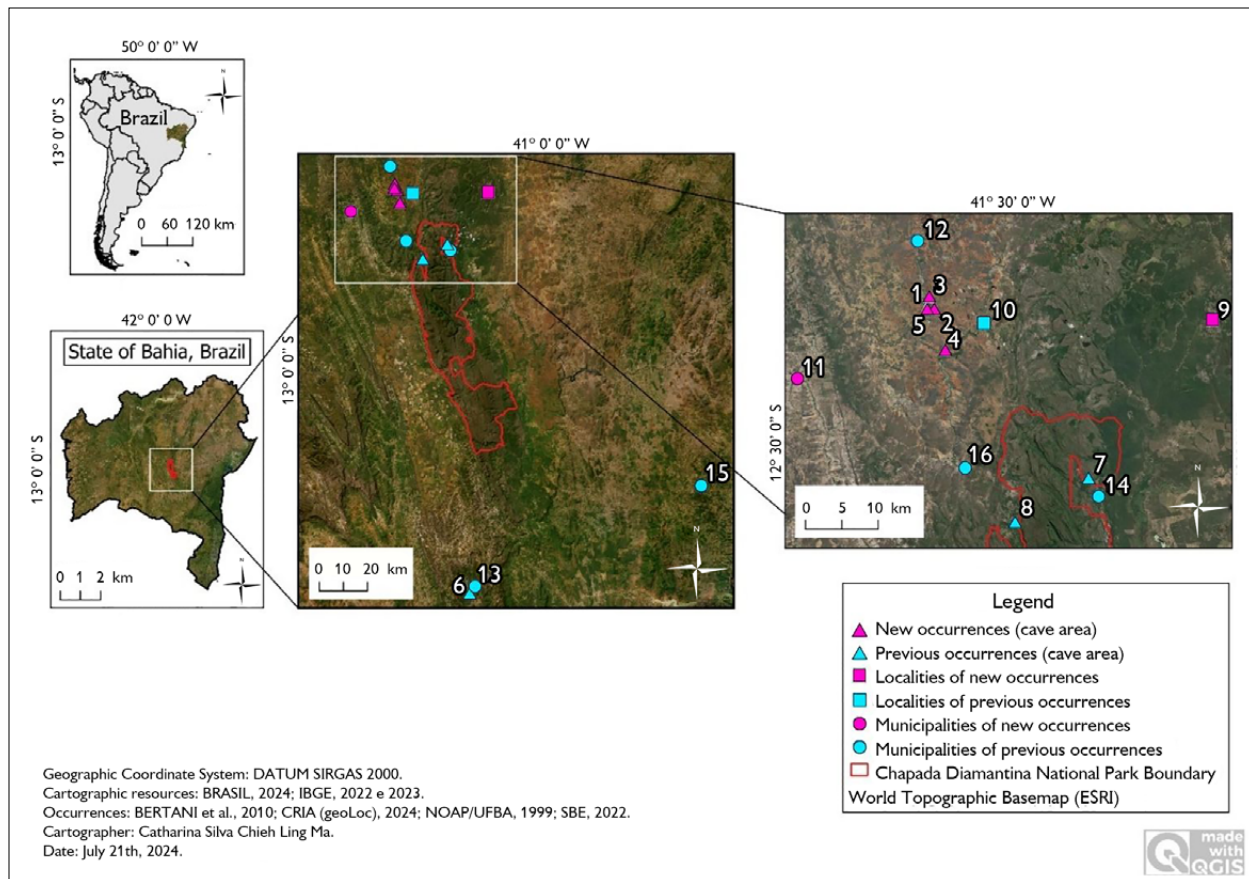 50° 0' 0" W
N
13° 0' 0" S
Brazil
0 60 120 km
42° 0' 0" W
State of Bahia, Brazil
13° 0' 0" S
N
0 1 2 km
41° 0' 0" W
13° 0' 0" S
15
N
0 10 20 km
6 13
41° 30' 0" W
12
1 3
10
9
5 2
4
11
12° 30' 0" S
16
7
14
8
N
0 5 10 km
Legend
New occurrences (cave area)
Previous occurrences (cave area)
Localities of new occurrences
Localities of previous occurrences
Municipalities of new occurrences
Municipalities of previous occurrences
Chapada Diamantina National Park Boundary
World Topographic Basemap (ESRI)
Geographic Coordinate System: DATUM SIRGAS 2000.
Cartographic resources: BRASIL, 2024; IBGE, 2022 e 2023.
Occurrences: BERTANI et al., 2010; CRIA (geoLoc), 2024; NOAP/UFBA, 1999; SBE, 2022.
Cartographer: Catharina Silva Chieh Ling Ma.
Date: July 21th, 2024.
made
with
QGIS